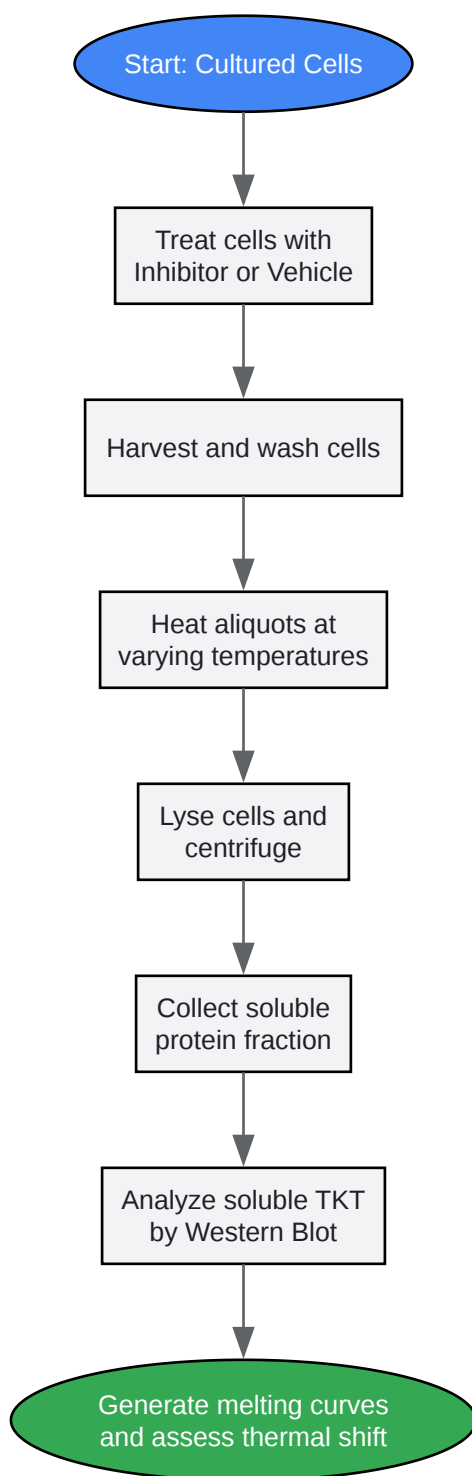 Start: Cultured Cells
Treat cells with
Inhibitor or Vehicle
Harvest and wash cells
Heat aliquots at
varying temperatures
Lyse cells and
centrifuge
Collect soluble
protein fraction
Analyze soluble TKT
by Western Blot
Generate melting curves
and assess thermal shift